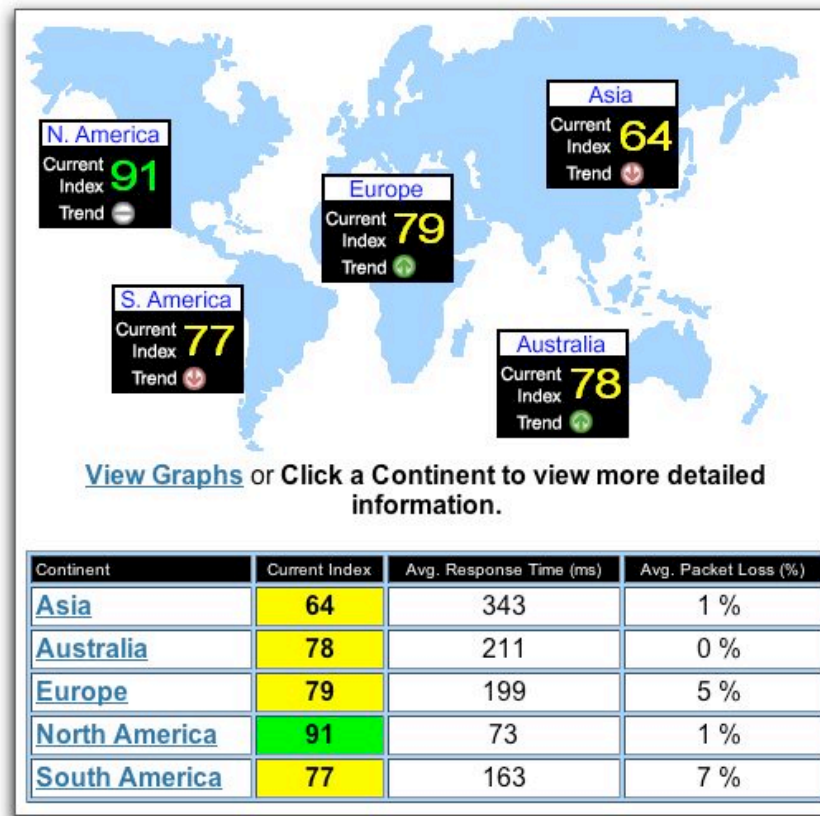 N. America
Current
Index 91
Trend
Asia
Current
Index 64
Trend
Europe
Current
Index 79
Trend
S. America
Current
Index 77
Trend
Australia
Current
Index 78
Trend
View Graphs or Click a Continent to view more detailed
information.
Continent Current Index Avg. Response Time (ms) Avg. Packet Loss (%)
Asia 64 343 1 %
Australia 78 211 0 %
Europe 79 199 5 %
North America 91 73 1 %
South America 77 163 7 %